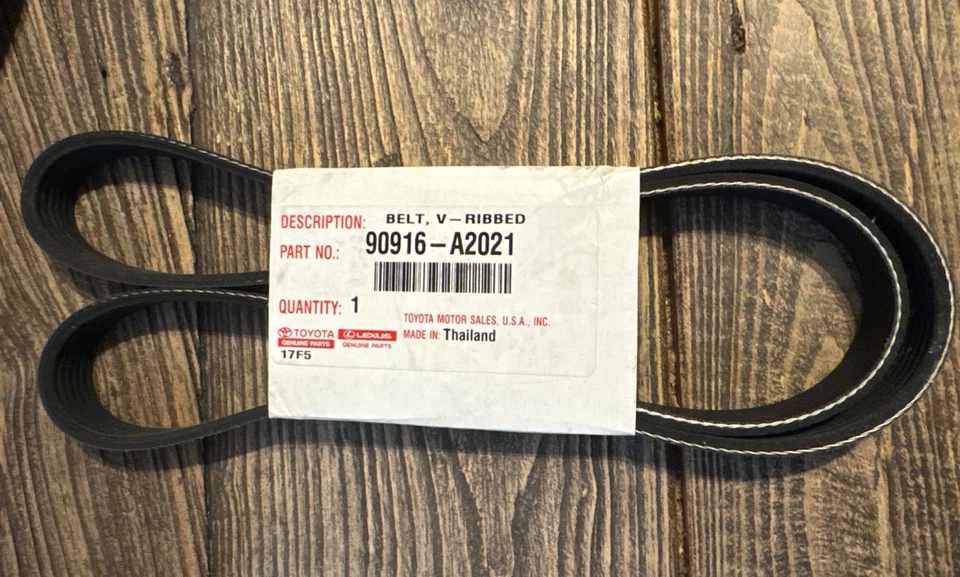 DESCRIPTION: BELT, V-RIBBED
PART NO.: 90916-A2021
QUANTITY: 1
TOYOTA MOTOR SALES, U.S.A., INC.
TOYOTA LEXUS MADE IN: Thailand
GENUINE PARTS GENUINE PARTS
17F5